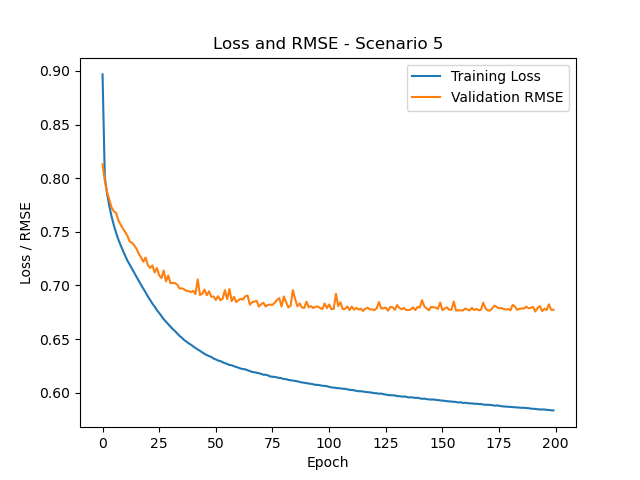 Loss and RMSE - Scenario 5
Training Loss
Validation RMSE
0.90
0.85
0.80
0.75
0.70
0.65
0.60
Loss / RMSE
0 25 50 75 100 125 150 175 200
Epoch